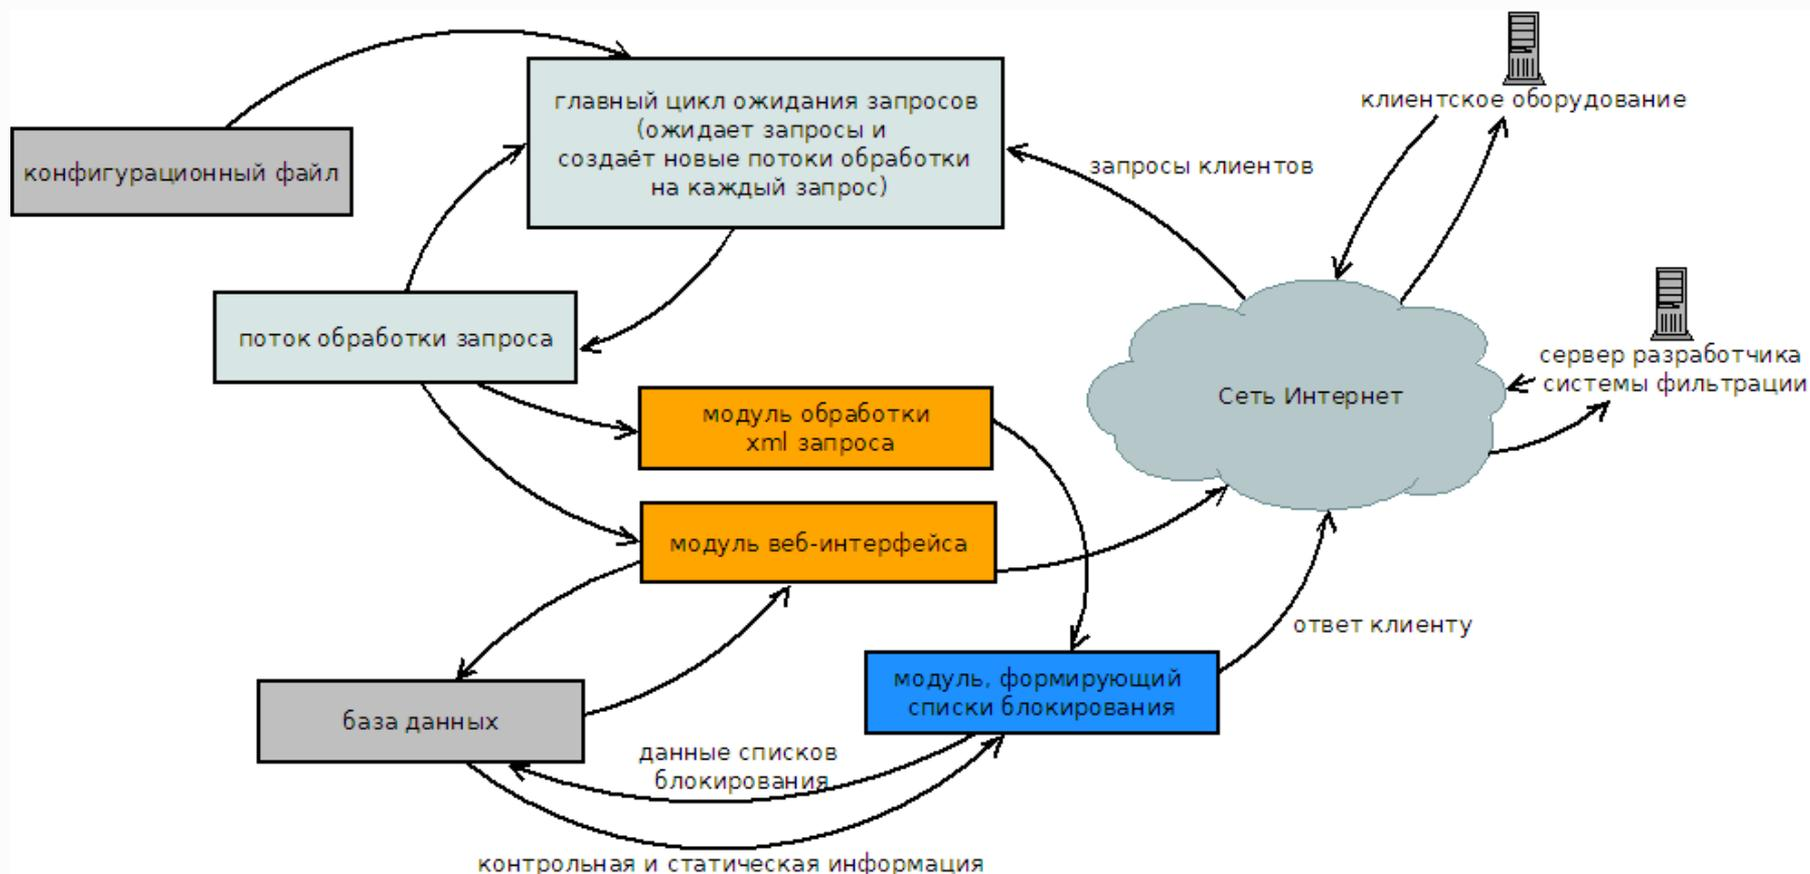 главный цикл ожидания запросов
(ожидает запросы и
создаёт новые потоки обработки
на каждый запрос)
клиентское оборудование
конфигурационный файл
запросы клиентов
поток обработки запроса
сервер разработчика
системы фильтрации
Сеть Интернет
модуль обработки
xml запроса
модуль веб-интерфейса
ответ клиенту
модуль, формирующий
списки блокирования
база данных
данные списков
блокирования
контрольная и статическая информация